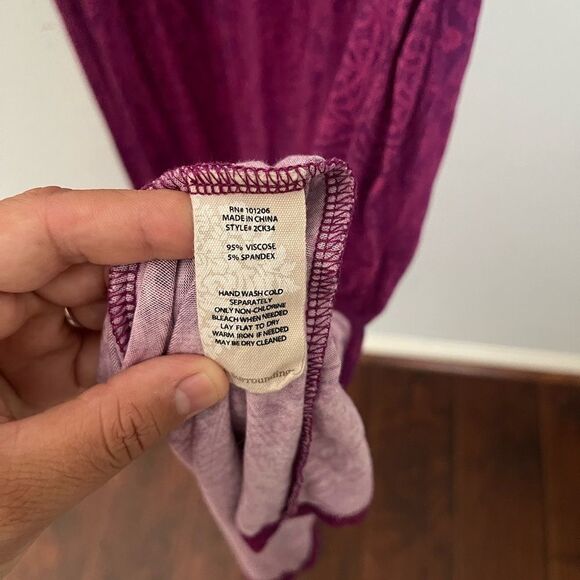 RN# 101206
MADE IN CHINA
STYLE# 2CK34
95% VISCOSE
5% SPANDEX
HAND WASH COLD
SEPARATELY
ONLY NON-CHLORINE
BLEACH WHEN NEEDED
LAY FLAT TO DRY
WARM IRON IF NEEDED
MAY BE DRY CLEANED